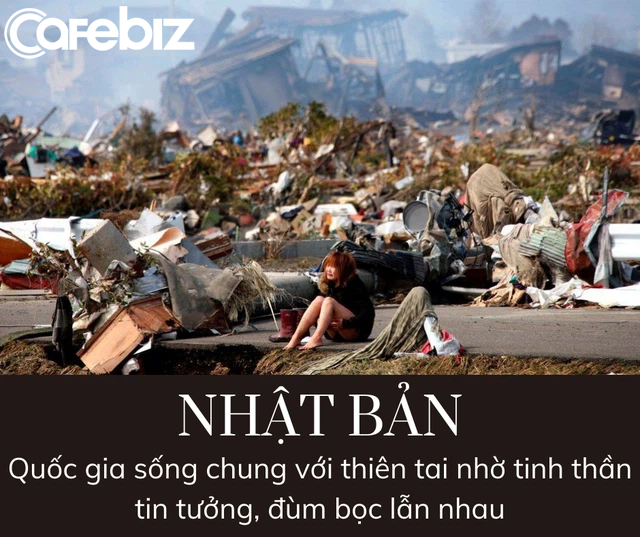 Cafebiz
NHẬT BẢN
Quốc gia sống chung với thiên tai nhờ tinh thần
tin tưởng, đùm bọc lẫn nhau